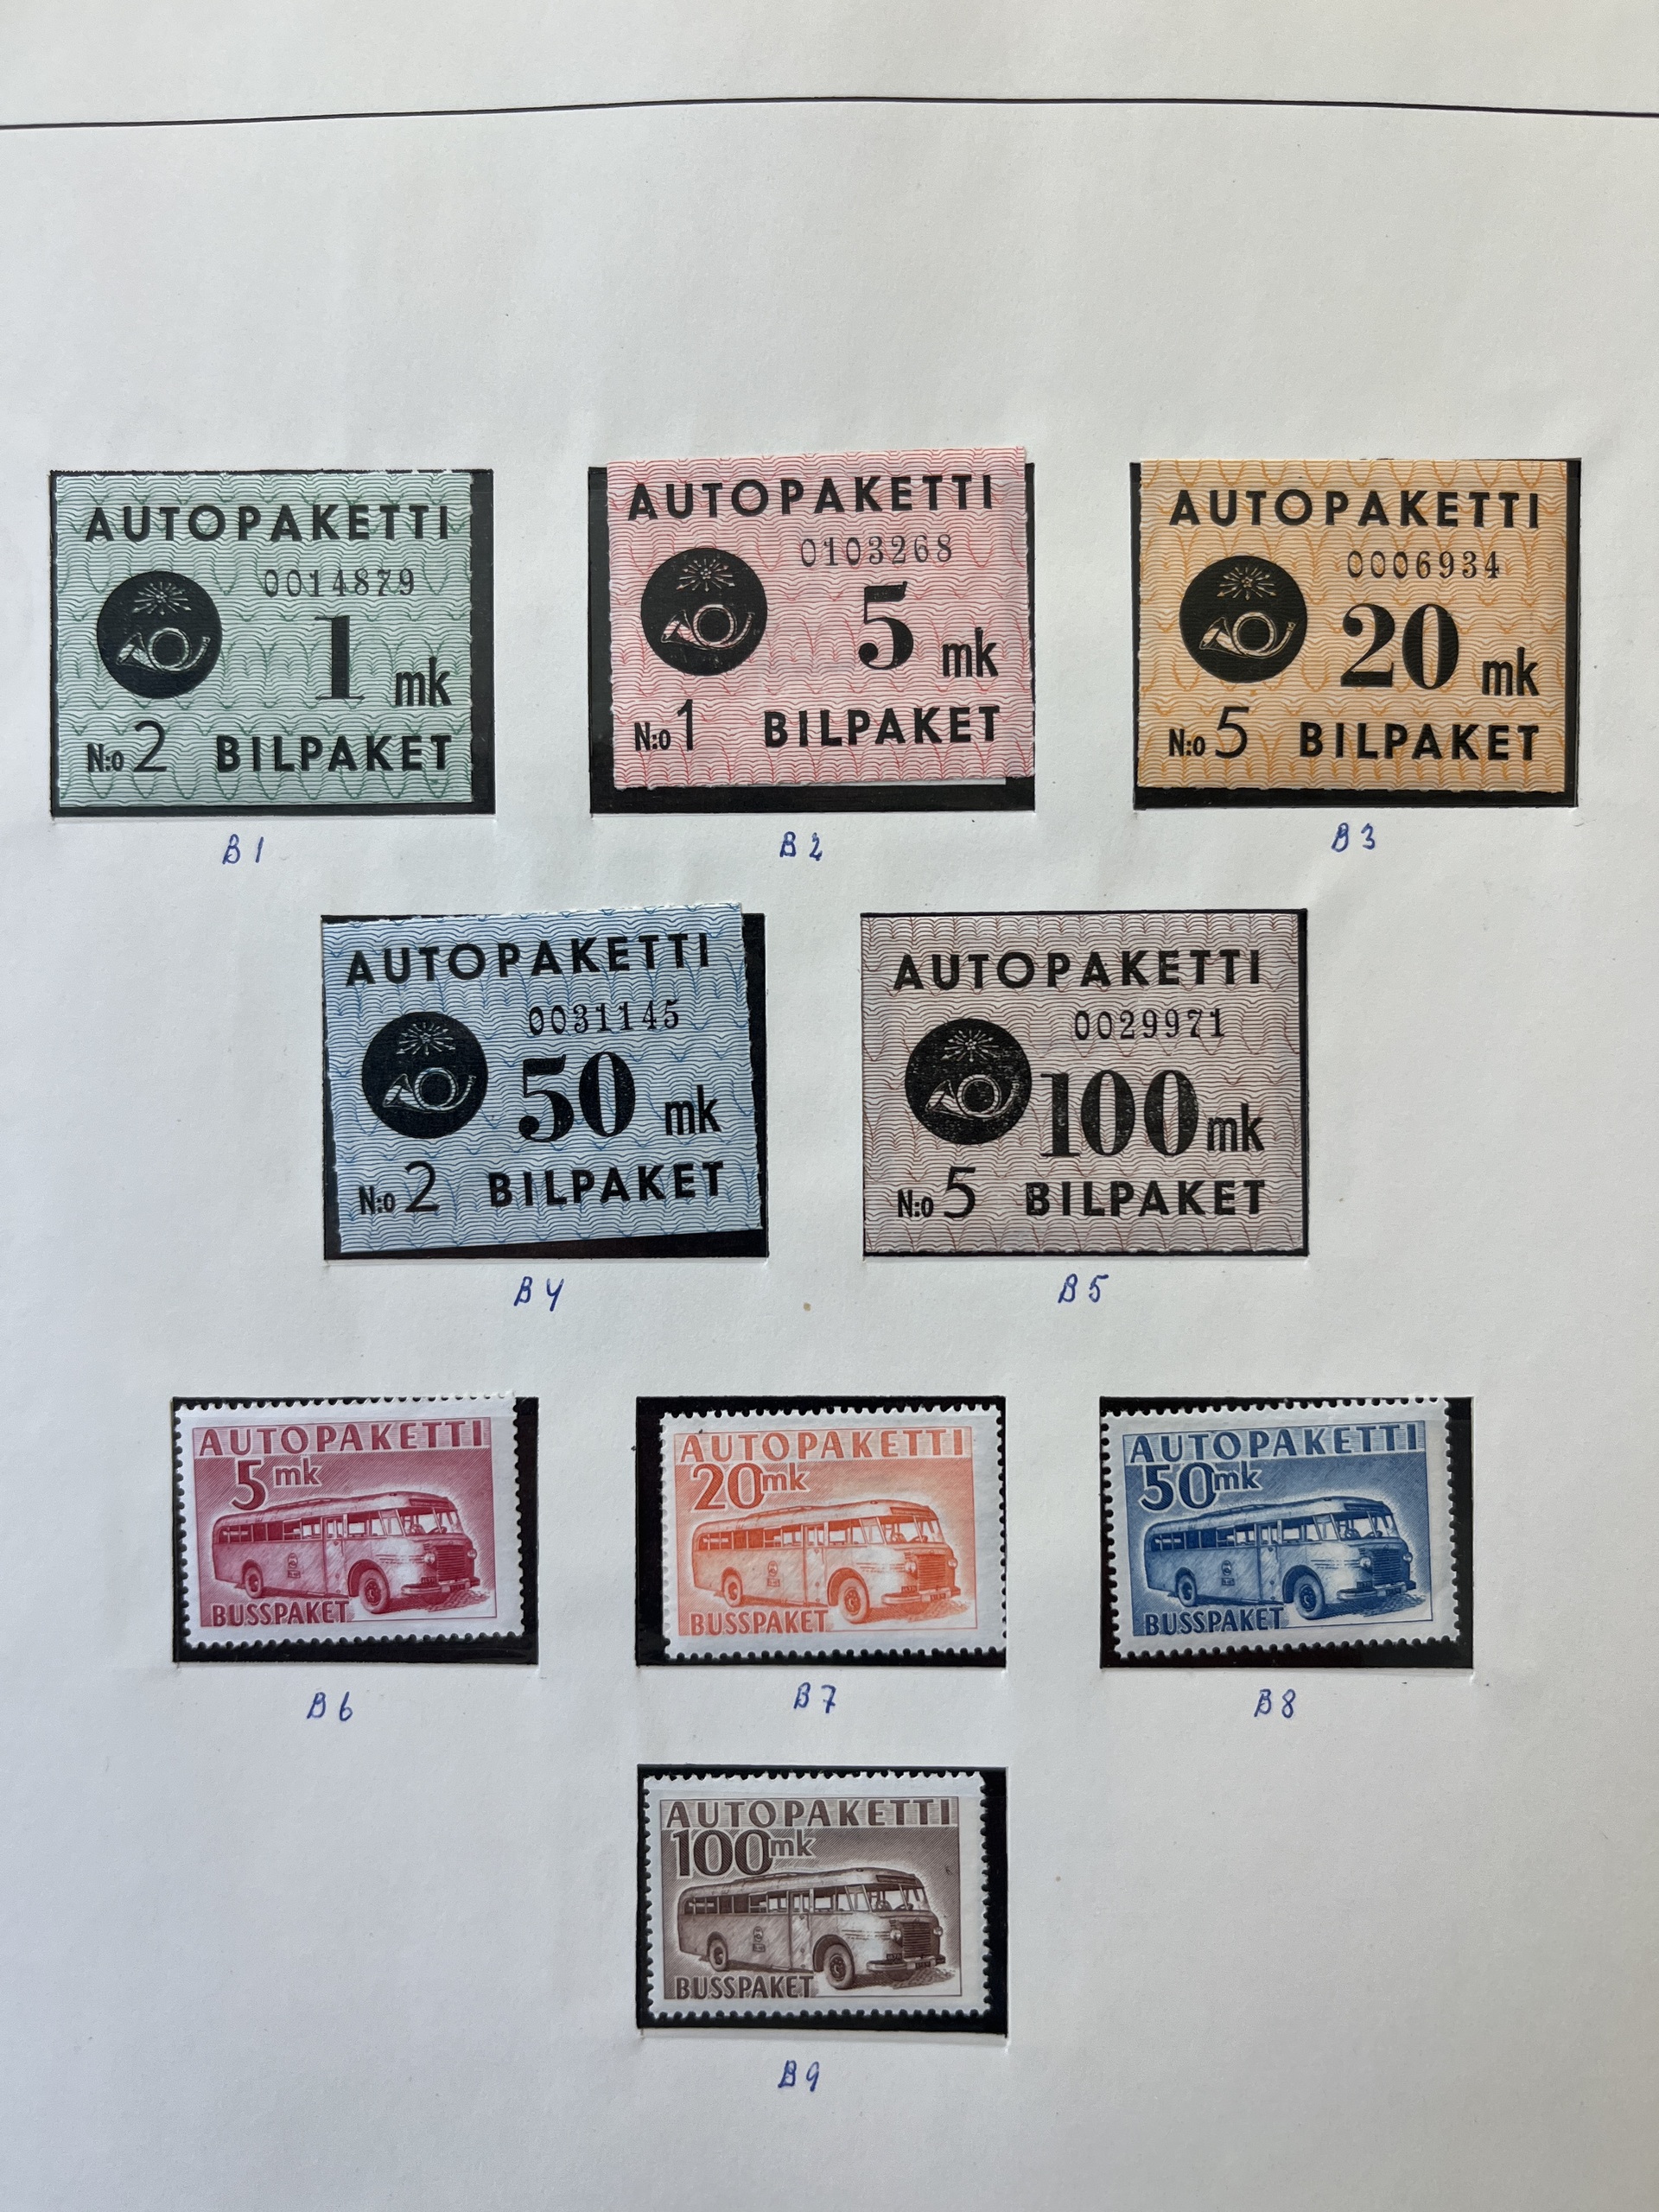 AUTOPAKETTI
0014879
1 mk
N:o 2 BILPAKET
B1
AUTOPAKETTI
0103268
5 mk
N:o 1 BILPAKET
B2
AUTOPAKETTI
0006934
20 mk
N:o 5 BILPAKET
B3
AUTOPAKETTI
0031145
50 mk
N:o 2 BILPAKET
B4
AUTOPAKETTI
0029971
100 mk
N:o 5 BILPAKET
B5
AUTOPAKETTI
5 mk
BUSSPAKET
B6
AUTOPAKETTI
20 mk
BUSSPAKET
B7
AUTOPAKETTI
50 mk
BUSSPAKET
B8
AUTOPAKETTI
100 mk
BUSSPAKET
B9